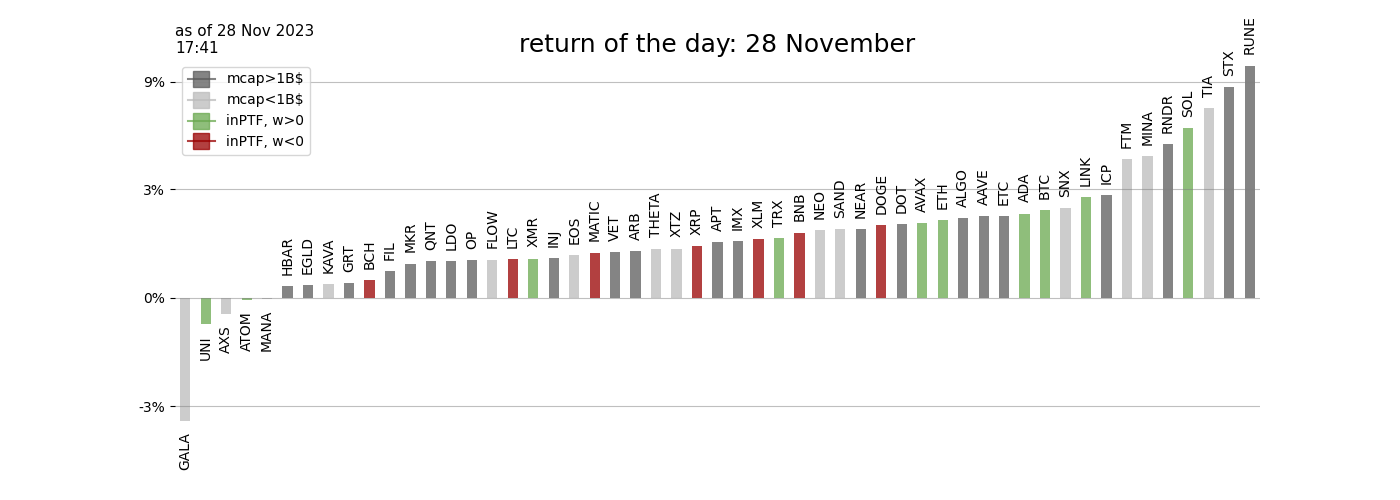 as of 28 Nov 2023
17:41
return of the day: 28 November
mcap>1B$
mcap<1B$
inPTF, w>0
inPTF, w<0
9%
3%
0%
-3%
GALA
UNI
AXS
ATOM
MANA
HBAR
EGLD
KAVA
GRT
BCH
FIL
MKR
QNT
LDO
OP
FLOW
LTC
XMR
INJ
EOS
MATIC
VET
ARB
THETA
XTZ
XRP
APT
IMX
XLM
TRX
BNB
NEO
SAND
NEAR
DOGE
DOT
AVAX
ETH
ALGO
AAVE
ETC
ADA
BTC
SNX
LINK
ICP
FTM
MINA
RNDR
SOL
TIA
STX
RUNE